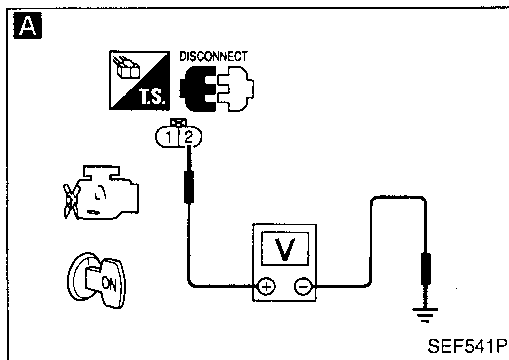 A
DISCONNECT
T.S.
1 2
V
ON
+ −
SEF541P